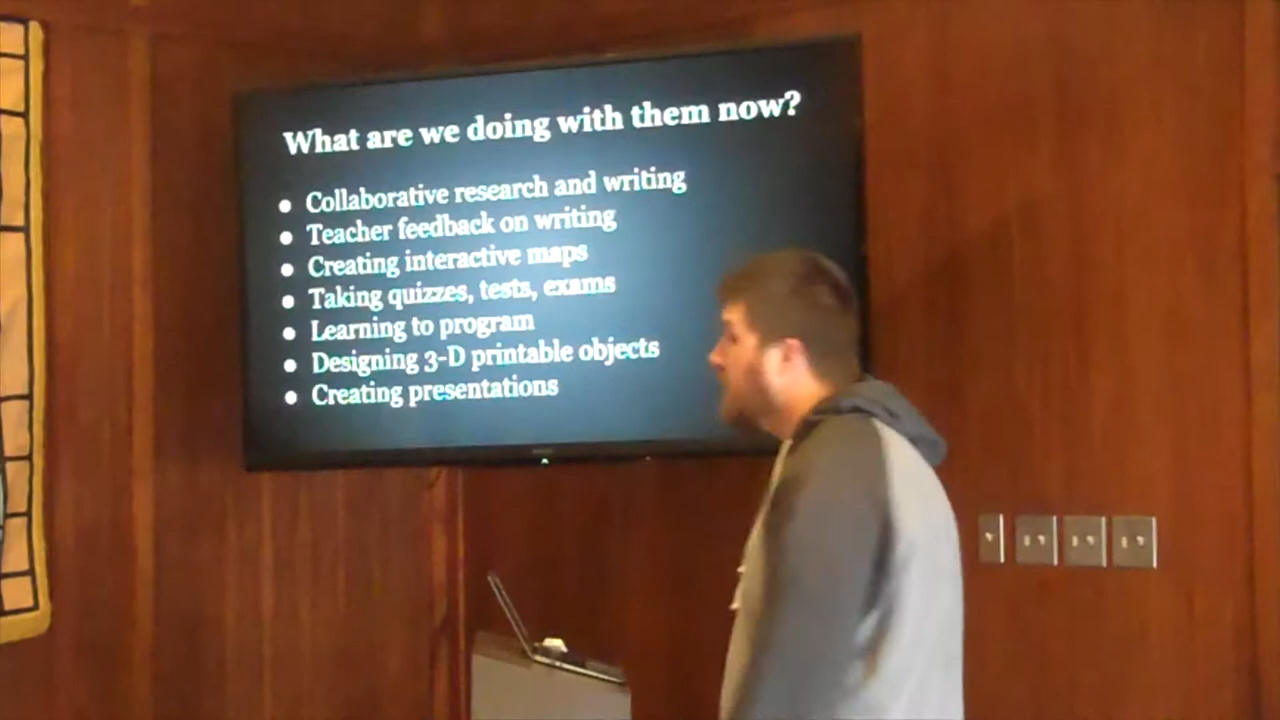 What are we doing with them now?
● Collaborative research and writing
● Teacher feedback on writing
● Creating interactive maps
● Taking quizzes, tests, exams
● Learning to program
● Designing 3-D printable objects
● Creating presentations